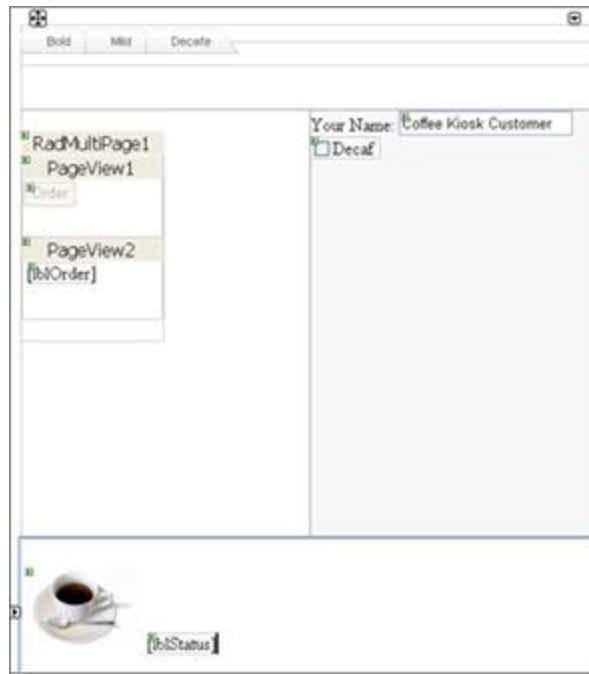 Bold Mild Decafe
Your Name: Coffee Kiosk Customer
Decaf
RadMultiPage1
PageView1
Order
PageView2
[lblOrder]
[lblStatus]